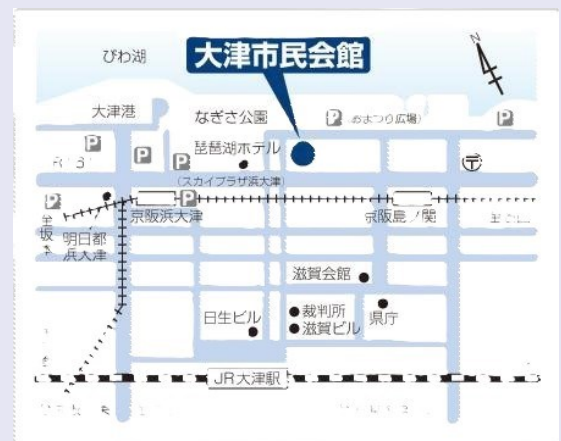 びわ湖
大津市民会館
N
大津港
なぎさ公園
P
おまつり広場)
P
P
P
P
琵琶湖ホテル
(スカイプラザ浜大津)
〒
P
P
京阪浜大津
京阪島ノ関
明日都
浜大津
滋賀会館
日生ビル
裁判所
滋賀ビル
県庁
JR大津駅